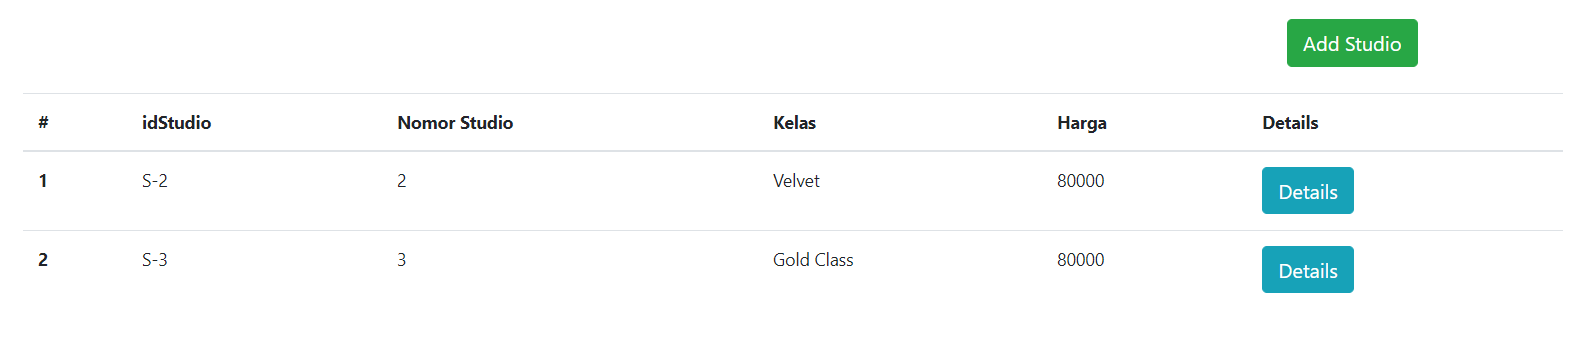 Add Studio
# idStudio Nomor Studio Kelas Harga Details
1 S-2 2 Velvet 80000 Details
2 S-3 3 Gold Class 80000 Details